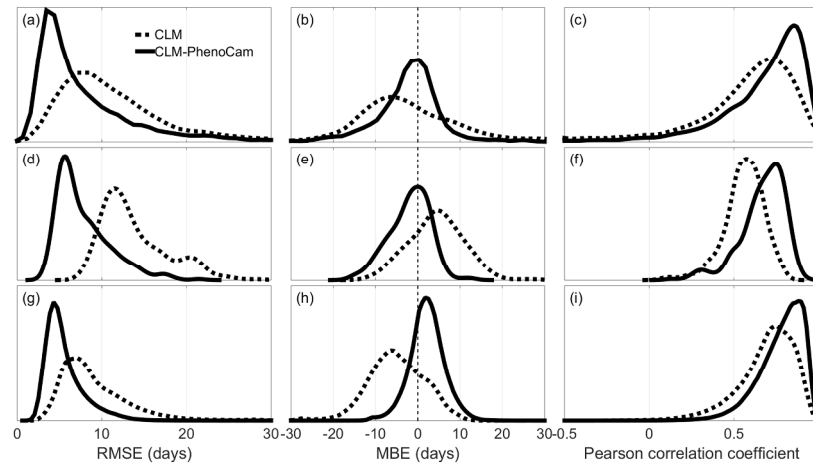 (a)
CLM
CLM-PhenoCam
(b)
(c)
(d)
(e)
(f)
(g)
(h)
(i)
0 10 20 30
-30 -20 -10 0 10 20 30
-0.5 0 0.5
RMSE (days)
MBE (days)
Pearson correlation coefficient